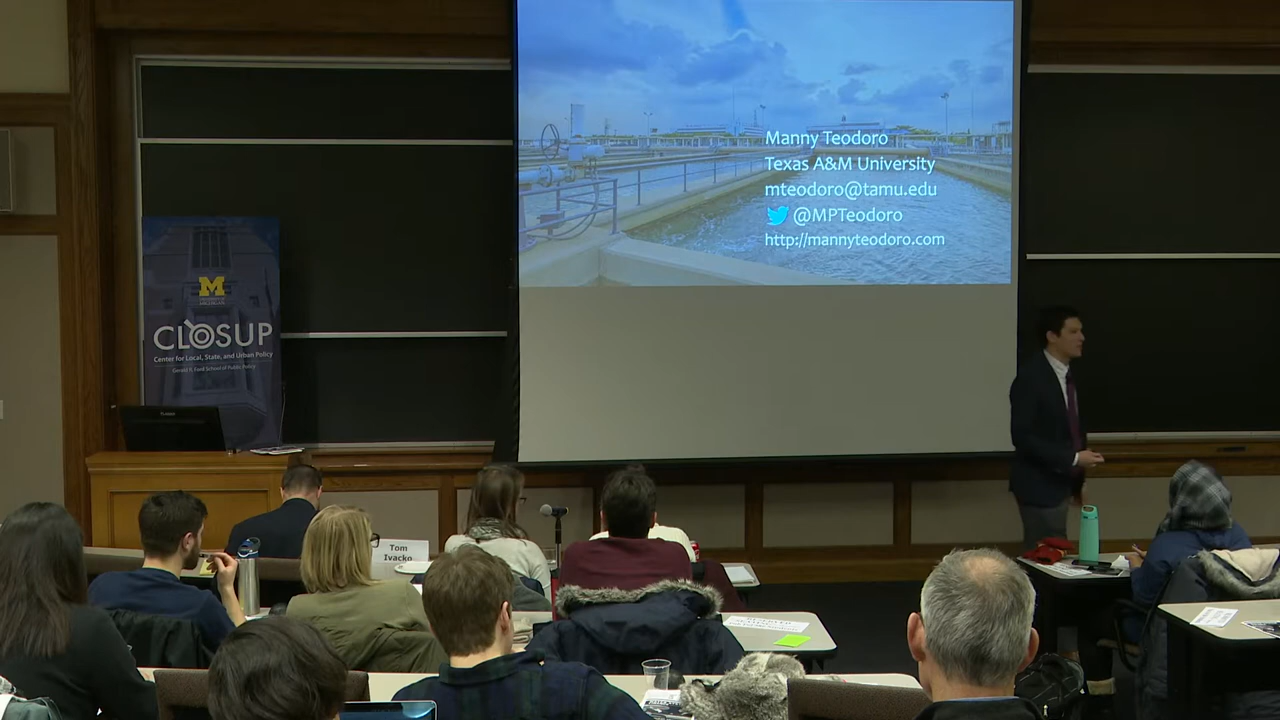 Manny Teodoro
Texas A&M University
mteodoro@tamu.edu
@MPTeodoro
http://mannyteodoro.com
M
CLOSUP
Center for Local, State, and Urban Policy
Gerald R. Ford School of Public Policy
Tom
Ivacko